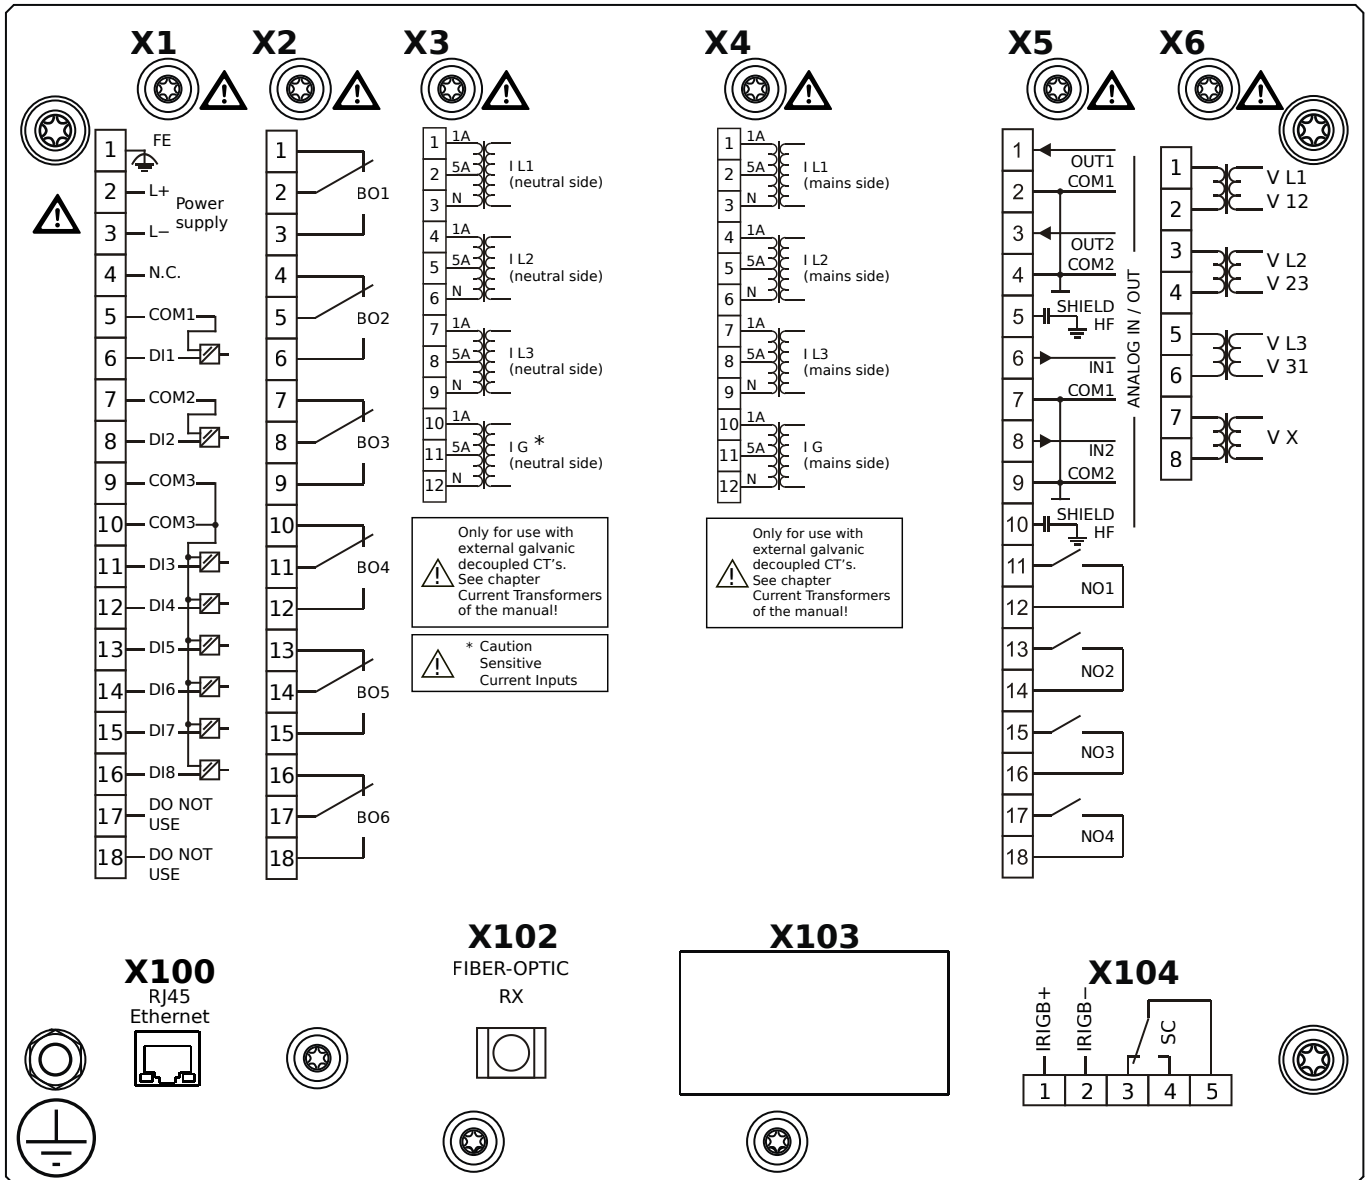 X1
1
FE
2
L+
Power
supply
3
L−
4
N.C.
5
COM1
6
DI1
7
COM2
8
DI2
9
COM3
10
COM3
11
DI3
12
DI4
13
DI5
14
DI6
15
DI7
16
DI8
17
DO NOT
USE
18
DO NOT
USE
X2
1
2
BO1
3
4
5
BO2
6
7
8
BO3
9
10
11
BO4
12
13
14
BO5
15
16
17
BO6
18
X3
1
1A
2
5A
I L1
(neutral side)
3
N
4
1A
5
5A
I L2
(neutral side)
6
N
7
1A
8
5A
I L3
(neutral side)
9
N
10
1A
11
5A
I G *
(neutral side)
12
N
Only for use with
external galvanic
decoupled CT's.
See chapter
Current Transformers
of the manual!
* Caution
Sensitive
Current Inputs
X4
1
1A
2
5A
I L1
(mains side)
3
N
4
1A
5
5A
I L2
(mains side)
6
N
7
1A
8
5A
I L3
(mains side)
9
N
10
1A
11
5A
I G
(mains side)
12
N
Only for use with
external galvanic
decoupled CT's.
See chapter
Current Transformers
of the manual!
X5
1
OUT1
2
COM1
3
OUT2
4
COM2
5
SHIELD
HF
6
IN1
7
COM1
8
IN2
9
COM2
10
SHIELD
HF
ANALOG IN / OUT
11
NO1
12
13
NO2
14
15
NO3
16
17
NO4
18
X6
1
V L1
2
V 12
3
V L2
4
V 23
5
V L3
6
V 31
7
V X
8
X100
RJ45
Ethernet
X102
FIBER-OPTIC
RX
X103
X104
IRIGB+
IRIGB−
SC
1 2 3 4 5